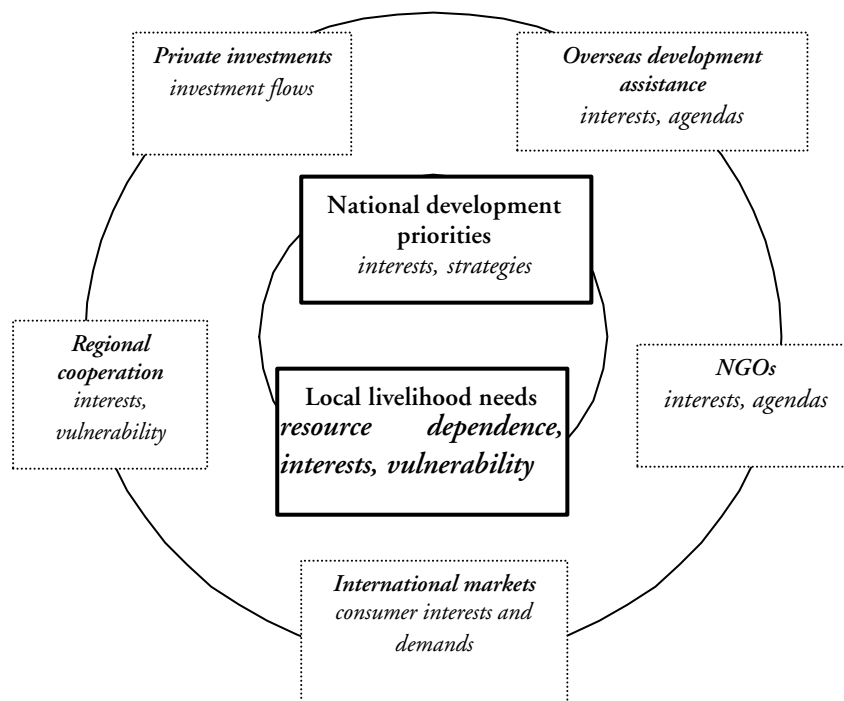 Private investments
investment flows
Overseas development
assistance
interests, agendas
National development
priorities
interests, strategies
Regional
cooperation
interests,
vulnerability
NGOs
interests, agendas
Local livelihood needs
resource dependence,
interests, vulnerability
International markets
consumer interests and
demands